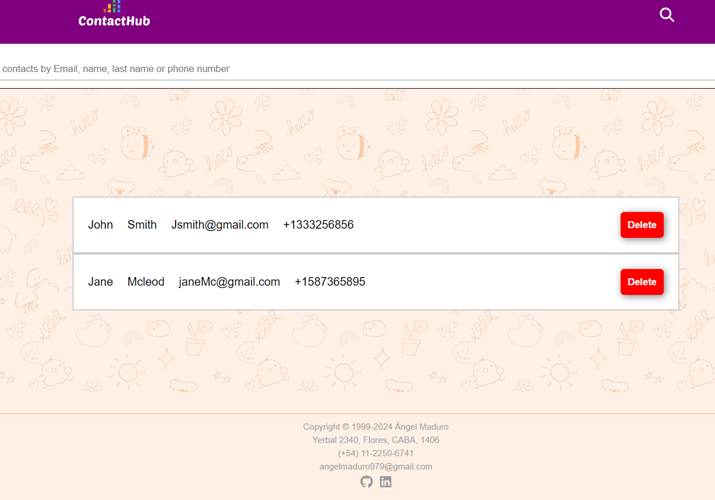 ContactHub
contacts by Email, name, last name or phone number
hello hello hello
John Smith Jsmith@gmail.com +1333256856 Delete
Jane Mcleod janeMc@gmail.com +1587365895 Delete
Copyright © 1999-2024 Ángel Maduro
Yerbal 2340, Flores, CABA, 1406
(+54) 11-2250-6741
angelmaduro979@gmail.com